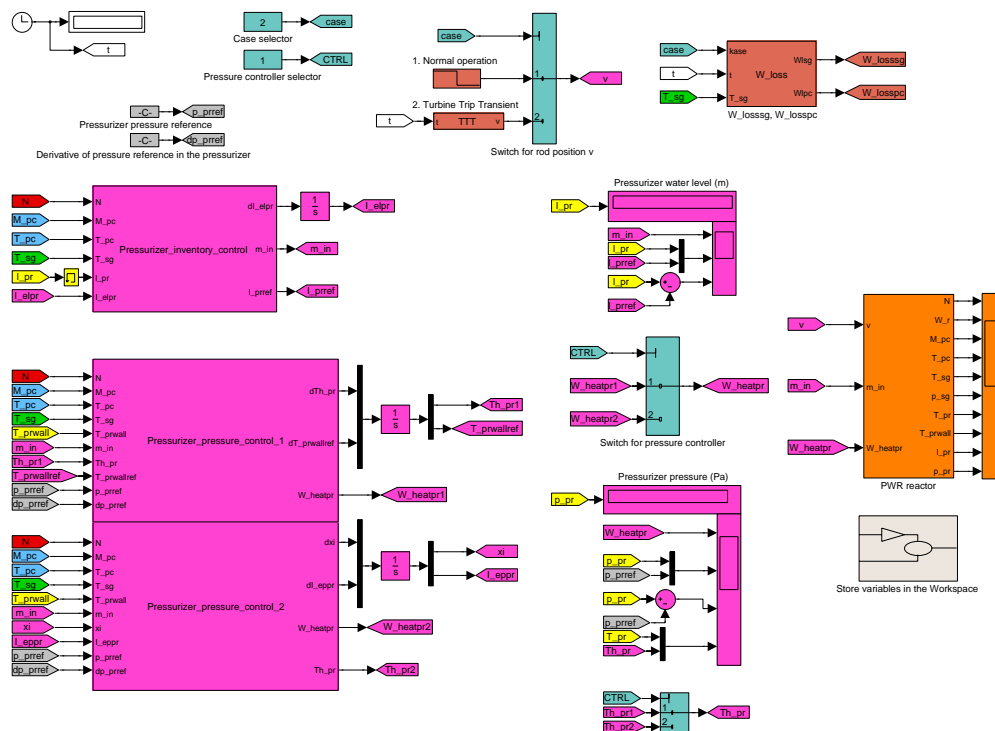 t
2
case
Case selector
1
CTRL
Pressure controller selector
-C-
p_prref
Pressurizer pressure reference
-C-
dp_prref
Derivative of pressure reference in the pressurizer
case
1. Normal operation
1
v
2. Turbine Trip Transient
t
t
TTT
v
2
Switch for rod position v
case
t
T_sg
kase
t
T_sg
W_loss
Wlsg
Wlpc
W_losssg
W_losspc
W_losssg, W_losspc
N
M_pc
T_pc
T_sg
l_pr
I_elpr
N
M_pc
T_pc
T_sg
l_pr
I_elpr
Pressurizer_inventory_control
dI_elpr
m_in
l_prref
1
s
I_elpr
m_in
l_prref
Pressurizer water level (m)
l_pr
m_in
l_pr
l_prref
l_pr
l_prref
N
M_pc
T_pc
T_sg
T_prwall
m_in
Th_pr1
T_prwallref
p_prref
dp_prref
N
M_pc
T_pc
T_sg
T_prwall
m_in
Th_pr
T_prwallref
p_prref
dp_prref
Pressurizer_pressure_control_1
dTh_pr
dT_prwallref
W_heatpr
1
s
Th_pr1
T_prwallref
W_heatpr1
CTRL
W_heatpr1
W_heatpr2
1
2
W_heatpr
Switch for pressure controller
v
m_in
W_heatpr
v
m_in
W_heatpr
N
W_r
M_pc
T_pc
T_sg
p_sg
T_pr
T_prwall
l_pr
p_pr
PWR reactor
N
M_pc
T_pc
T_sg
T_prwall
m_in
xi
I_eppr
p_prref
dp_prref
N
M_pc
T_pc
T_sg
T_prwall
m_in
xi
I_eppr
p_prref
dp_prref
Pressurizer_pressure_control_2
dxi
dI_eppr
W_heatpr
Th_pr
1
s
xi
I_eppr
W_heatpr2
Th_pr2
Pressurizer pressure (Pa)
p_pr
W_heatpr
p_pr
p_prref
p_pr
p_prref
T_pr
Th_pr
Store variables in the Workspace
CTRL
Th_pr1
Th_pr2
1
2
Th_pr